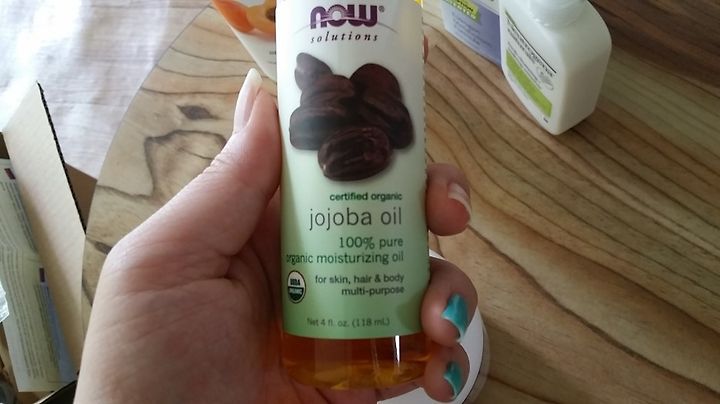 NOW
solutions
certified organic
jojoba oil
100% pure
organic moisturizing oil
for skin, hair & body
multi-purpose
USDA
ORGANIC
Net 4 fl. oz. (118 mL)